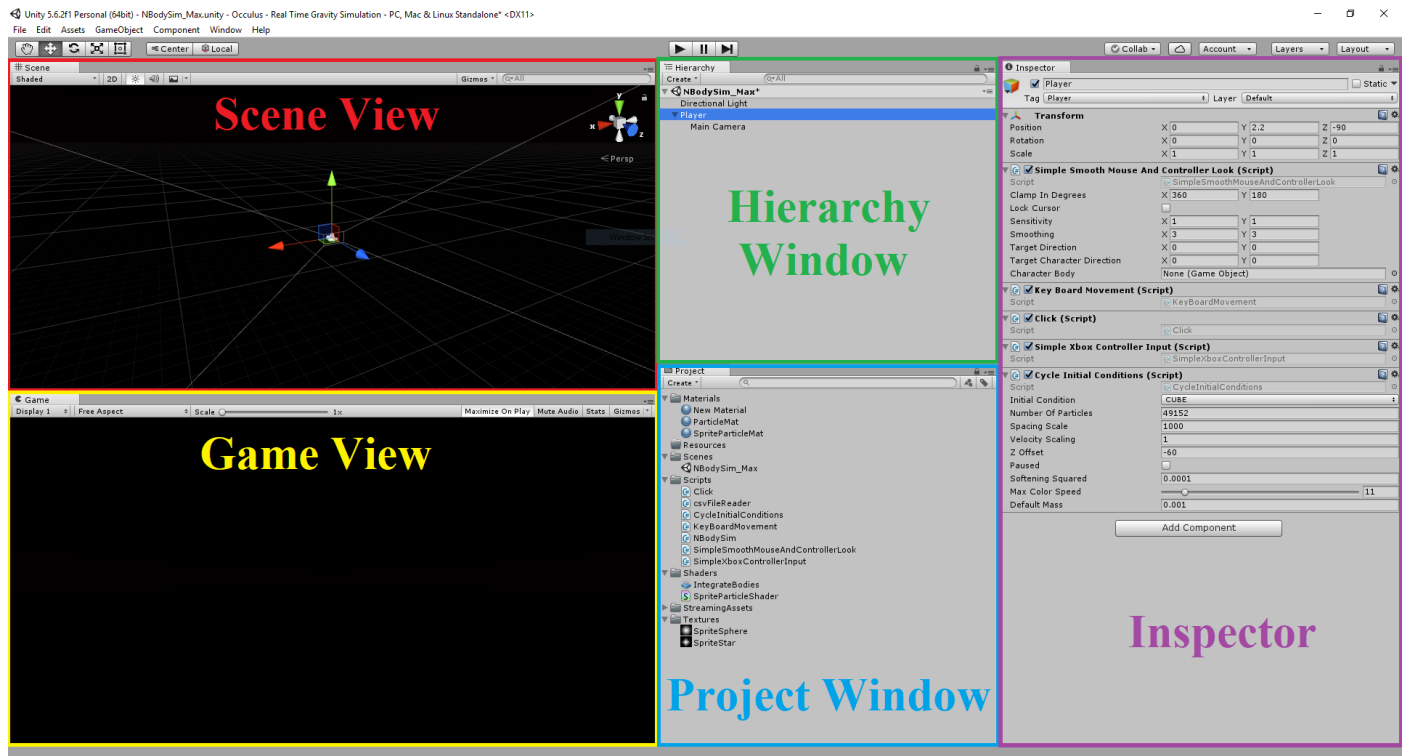 Unity 5.6.2f1 Personal (64bit) - NBodySim_Max.unity - Occulus - Real Time Gravity Simulation - PC, Mac & Linux Standalone* <DX11>
File Edit Assets GameObject Component Window Help
Center Local
Collab Account Layers Layout
Scene
Shaded 2D Gizmos All
Scene View
y
x
z
Persp
Game
Display 1 Free Aspect Scale 1x Maximize On Play Mute Audio Stats Gizmos
Game View
Hierarchy
Create All
NBodySim_Max*
Directional Light
Player
Main Camera
Hierarchy
Window
Project
Create
Materials
New Material
ParticleMat
SpriteParticleMat
Resources
Scenes
NBodySim_Max
Scripts
Click
csvFileReader
CycleInitialConditions
KeyBoardMovement
NBodySim
SimpleSmoothMouseAndControllerLook
SimpleXboxControllerInput
Shaders
IntegrateBodies
SpriteParticleShader
StreamingAssets
Textures
SpriteSphere
SpriteStar
Project Window
Inspector
Player Static
Tag Player Layer Default
Transform
Position X 0 Y 2.2 Z -90
Rotation X 0 Y 0 Z 0
Scale X 1 Y 1 Z 1
Simple Smooth Mouse And Controller Look (Script)
Script SimpleSmoothMouseAndControllerLook
Clamp In Degrees X 360 Y 180
Lock Cursor
Sensitivity X 1 Y 1
Smoothing X 3 Y 3
Target Direction X 0 Y 0
Target Character Direction X 0 Y 0
Character Body None (Game Object)
Key Board Movement (Script)
Script KeyBoardMovement
Click (Script)
Script Click
Simple Xbox Controller Input (Script)
Script SimpleXboxControllerInput
Cycle Initial Conditions (Script)
Script CycleInitialConditions
Initial Condition CUBE
Number Of Particles 49152
Spacing Scale 1000
Velocity Scaling 1
Z Offset -60
Paused
Softening Squared 0.0001
Max Color Speed 11
Default Mass 0.001
Add Component
Inspector